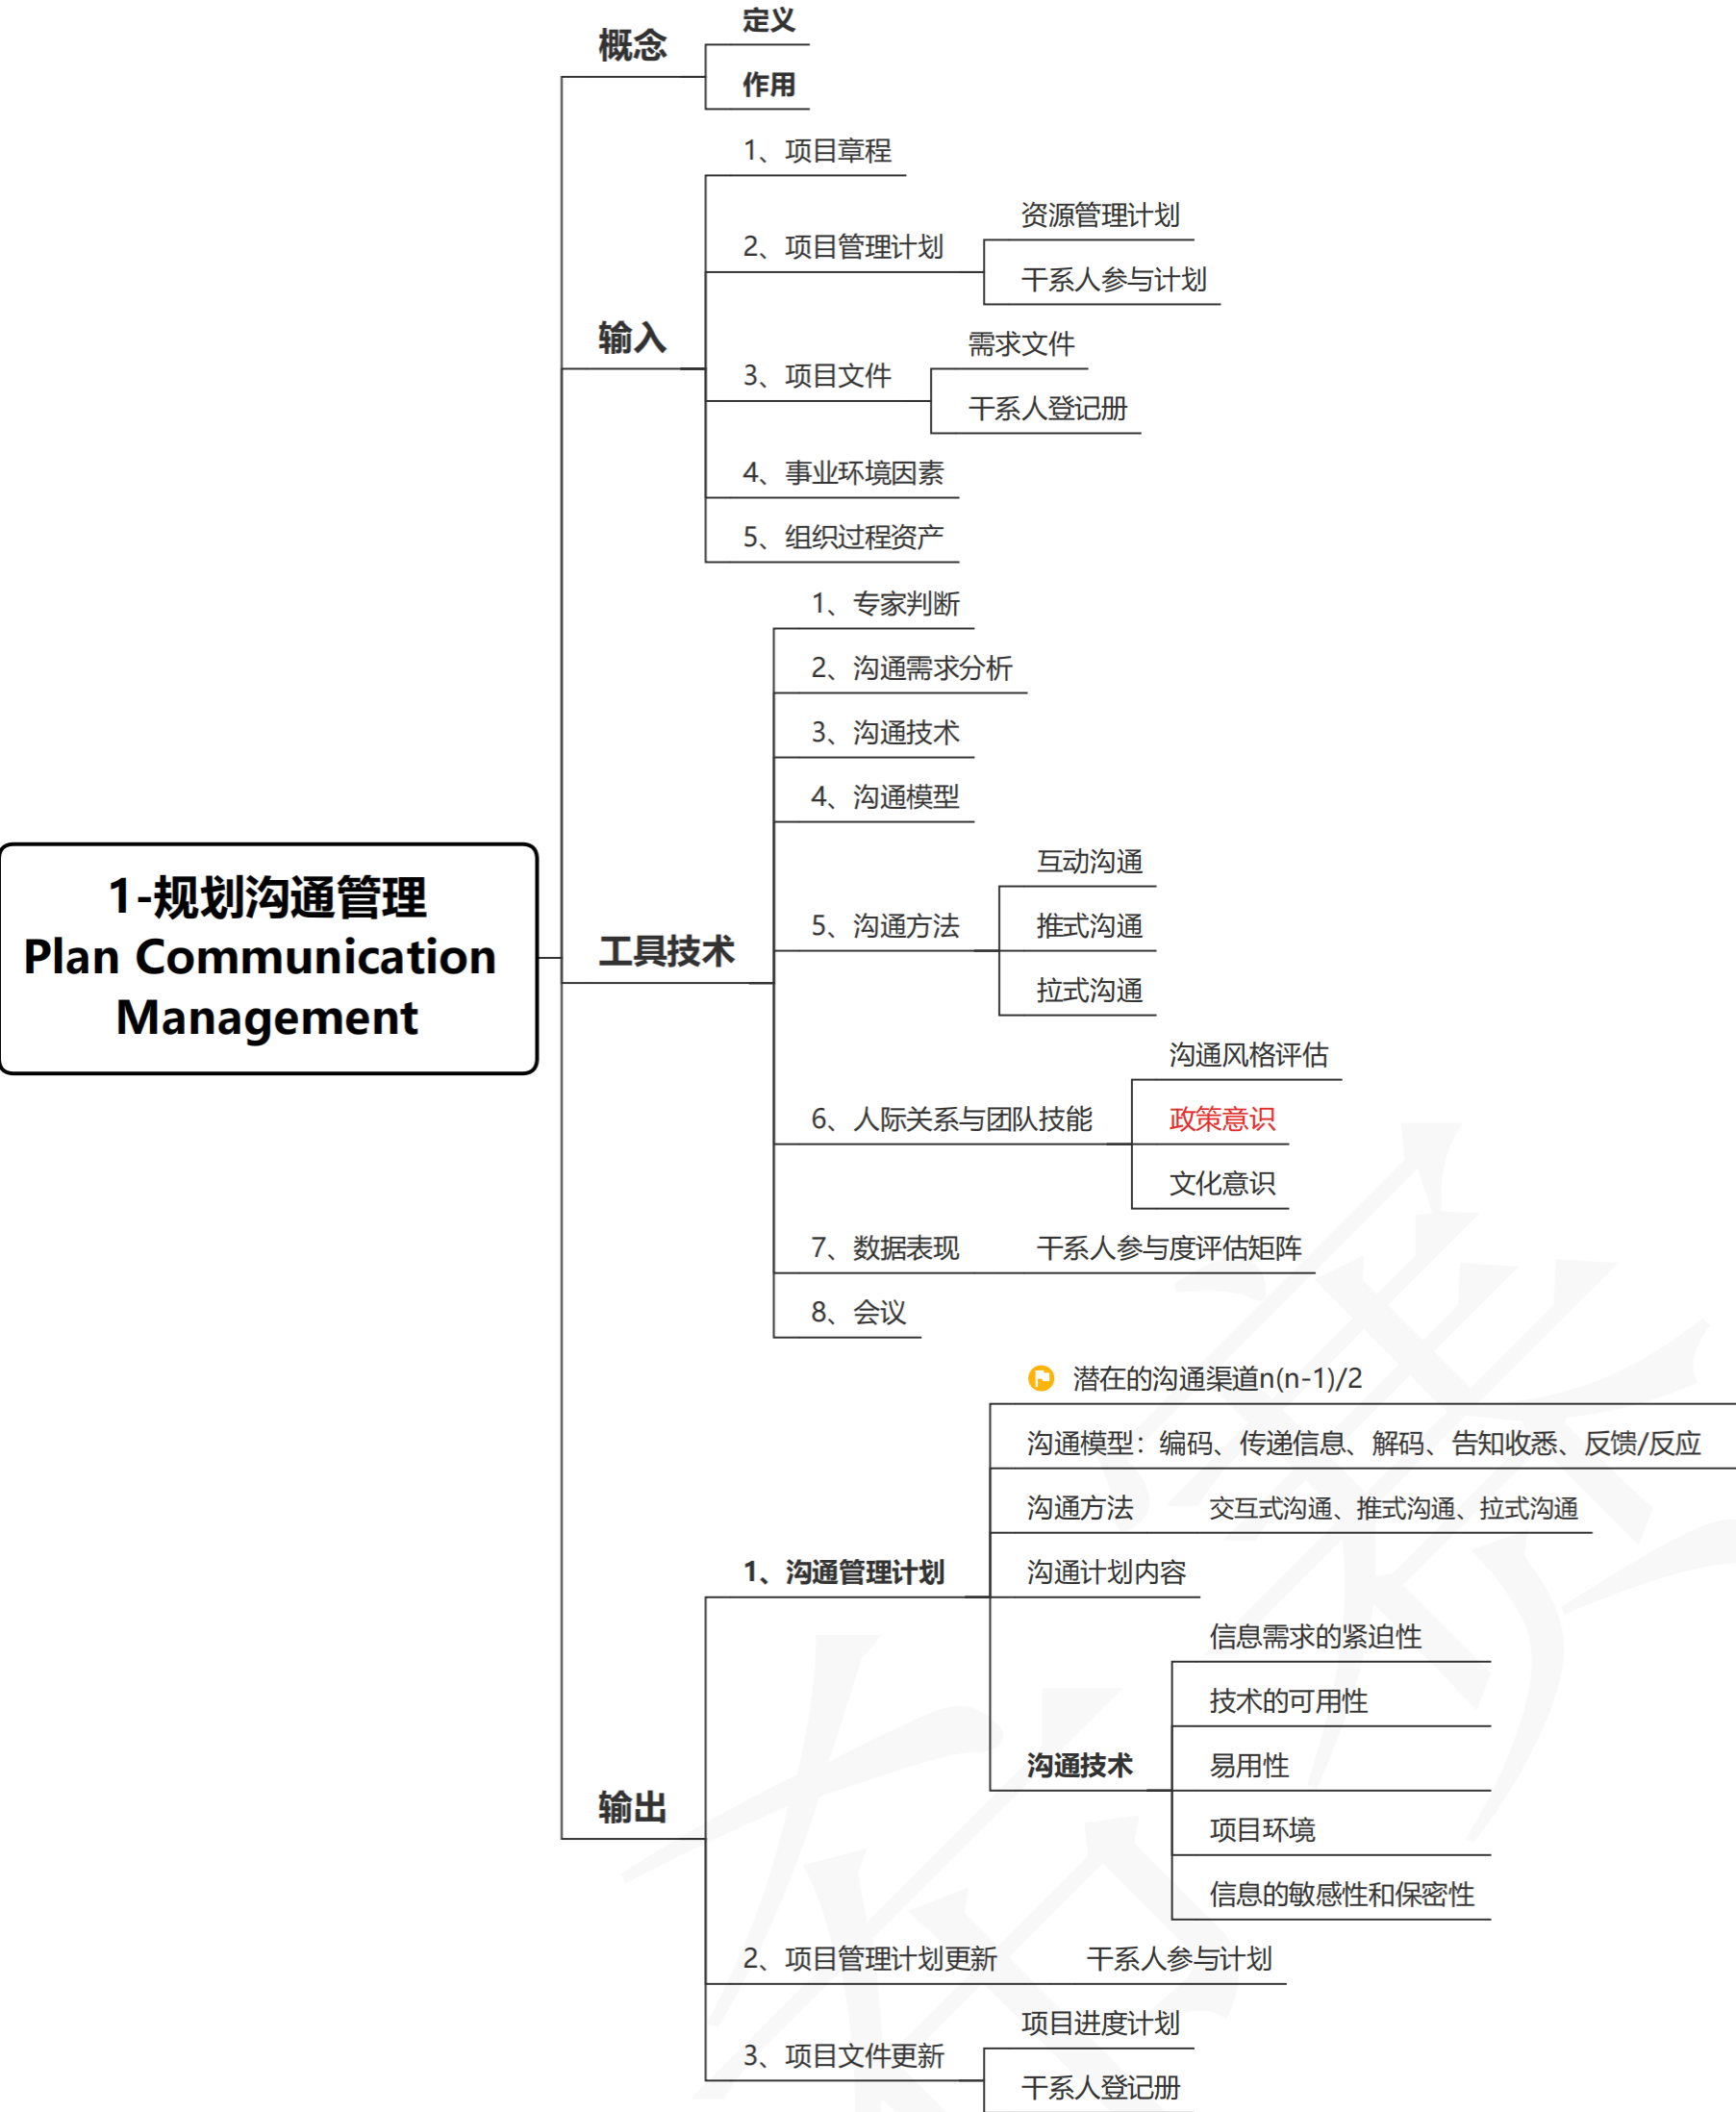 1-规划沟通管理
Plan Communication
Management
概念
定义
作用
输入
1、项目章程
2、项目管理计划
资源管理计划
干系人参与计划
3、项目文件
需求文件
干系人登记册
4、事业环境因素
5、组织过程资产
工具技术
1、专家判断
2、沟通需求分析
3、沟通技术
4、沟通模型
5、沟通方法
互动沟通
推式沟通
拉式沟通
6、人际关系与团队技能
沟通风格评估
政策意识
文化意识
7、数据表现
干系人参与度评估矩阵
8、会议
输出
1、沟通管理计划
潜在的沟通渠道n(n-1)/2
沟通模型：编码、传递信息、解码、告知收悉、反馈/反应
沟通方法
交互式沟通、推式沟通、拉式沟通
沟通计划内容
沟通技术
信息需求的紧迫性
技术的可用性
易用性
项目环境
信息的敏感性和保密性
2、项目管理计划更新
干系人参与计划
3、项目文件更新
项目进度计划
干系人登记册